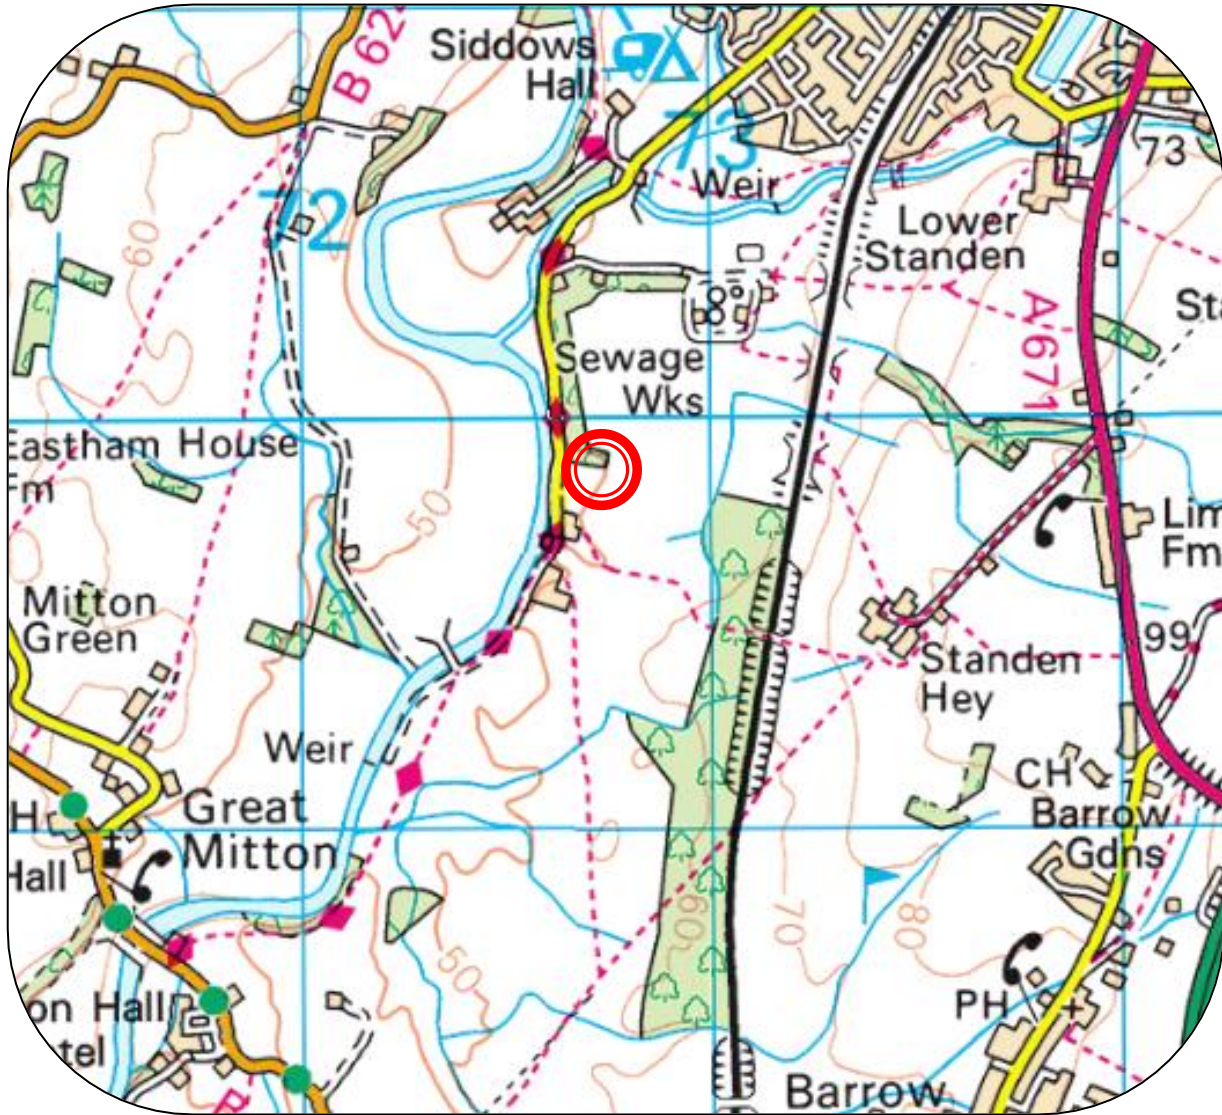 B 62
Siddows
Hall
73
Weir
73
72
Lower
Standen
60
A 671
St
8
Sewage
Wks
Eastham House
Fm
50
Lim
Fm
Mitton
Green
99
Standen
Hey
Weir
CH
Barrow
Gdns
Great
Mitton
H
Hall
60
70
80
50
PH
on Hall
tel
Barrow